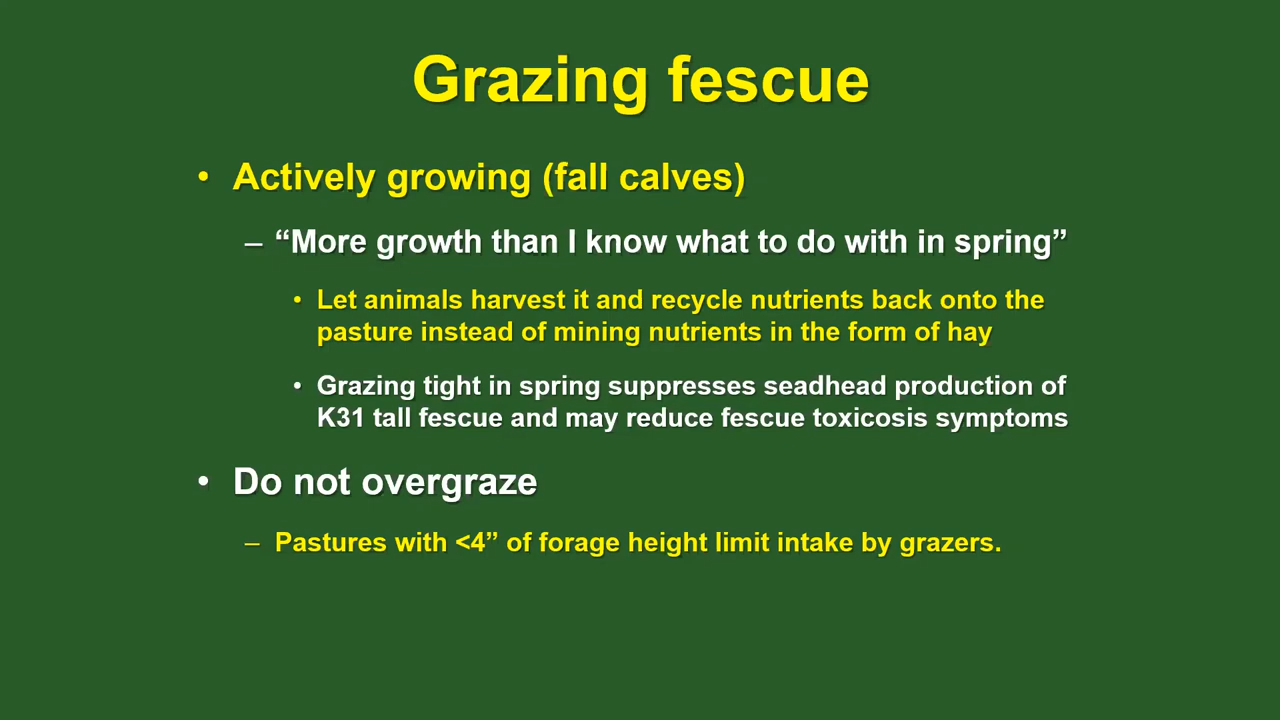 Grazing fescue
• Actively growing (fall calves)
– “More growth than I know what to do with in spring”
• Let animals harvest it and recycle nutrients back onto the
pasture instead of mining nutrients in the form of hay
• Grazing tight in spring suppresses seadhead production of
K31 tall fescue and may reduce fescue toxicosis symptoms
• Do not overgraze
– Pastures with <4” of forage height limit intake by grazers.